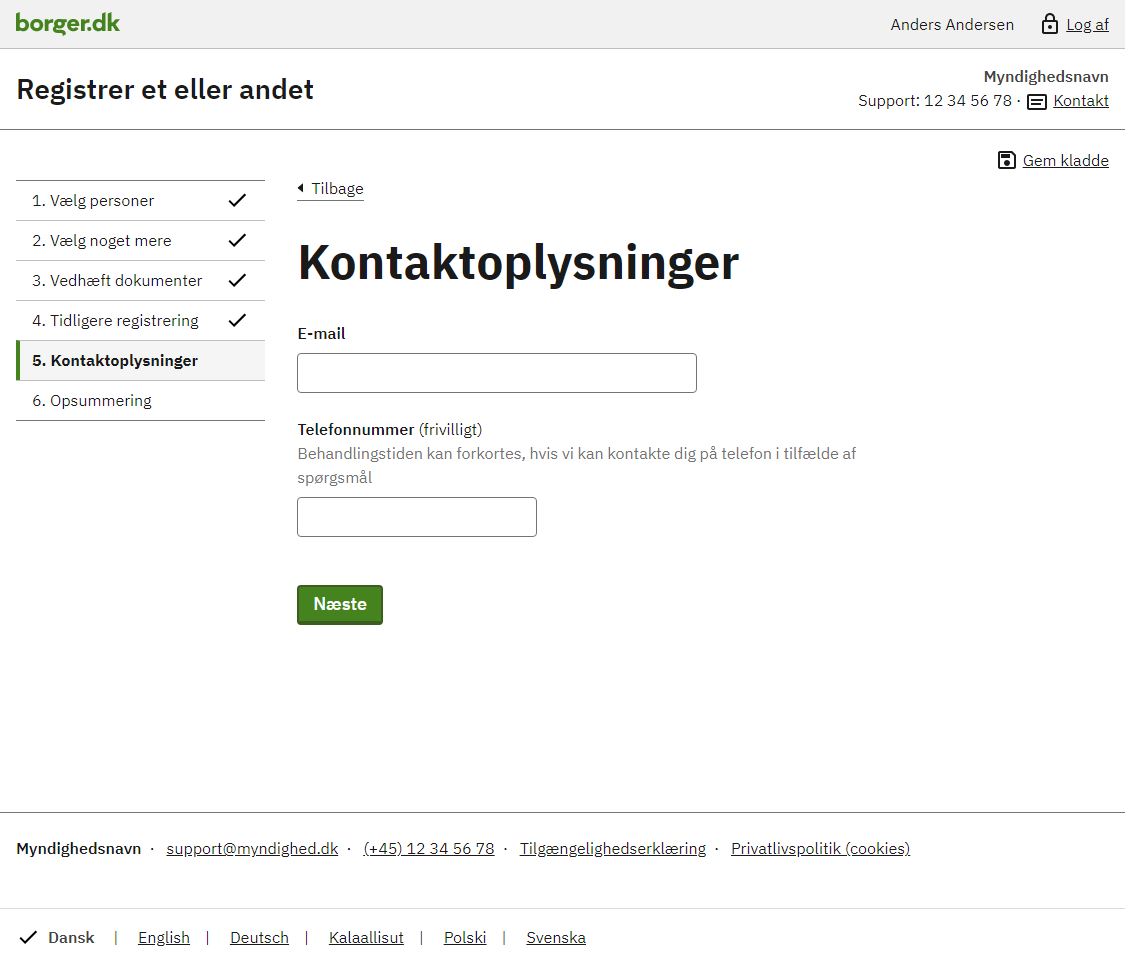 borger.dk
Anders Andersen Log af
Registrer et eller andet
Myndighedsnavn
Support: 12 34 56 78 · Kontakt
Gem kladde
1. Vælg personer
2. Vælg noget mere
3. Vedhæft dokumenter
4. Tidligere registrering
5. Kontaktoplysninger
6. Opsummering
Tilbage
Kontaktoplysninger
E-mail
Telefonnummer (frivilligt)
Behandlingstiden kan forkortes, hvis vi kan kontakte dig på telefon i tilfælde af
spørgsmål
Næste
Myndighedsnavn · support@myndighed.dk · (+45) 12 34 56 78 · Tilgængelighedserklæring · Privatlivspolitik (cookies)
Dansk | English | Deutsch | Kalaallisut | Polski | Svenska